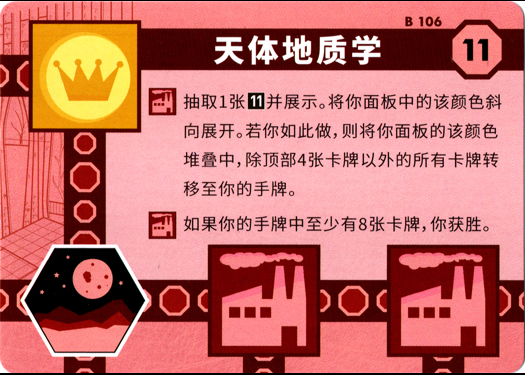 B 106
天体地质学
11
抽取1张11并展示。将你面板中的该颜色斜
向展开。若你如此做，则将你面板的该颜色
堆叠中，除顶部4张卡牌以外的所有卡牌转
移至你的手牌。
如果你的手牌中至少有8张卡牌，你获胜。